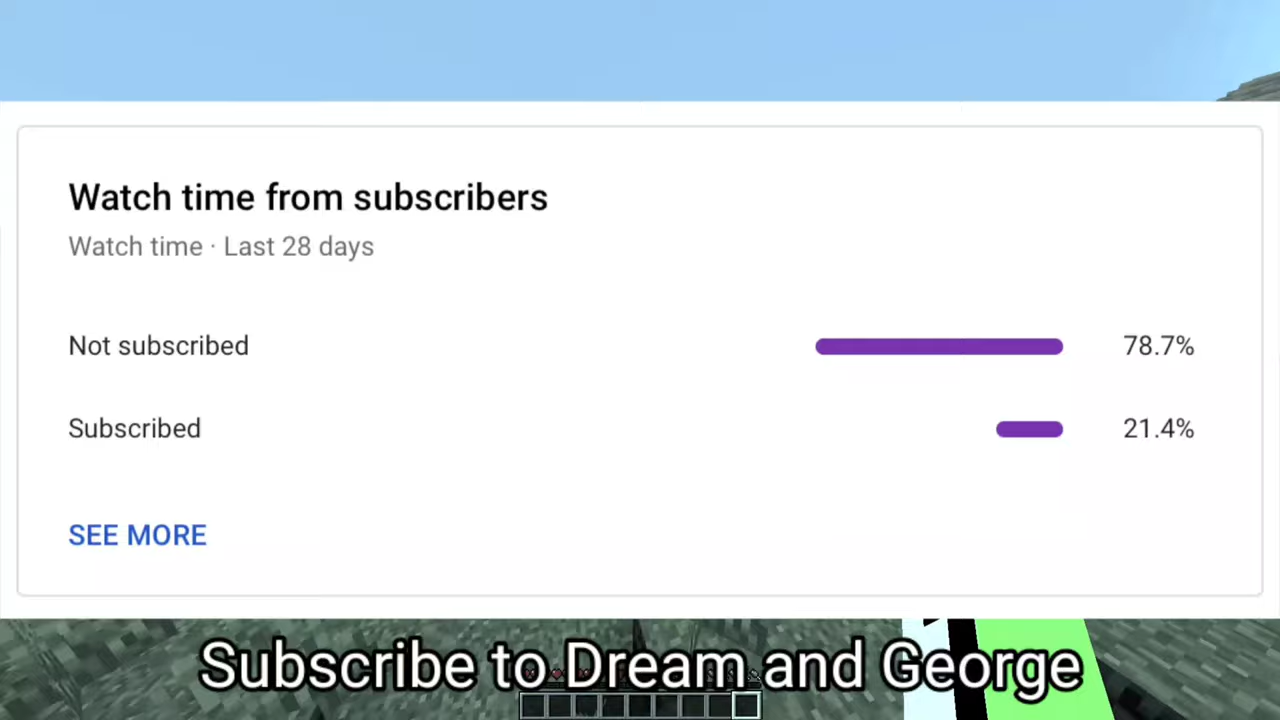 Watch time from subscribers
Watch time · Last 28 days
Not subscribed 78.7%
Subscribed 21.4%
SEE MORE
Subscribe to Dream and George